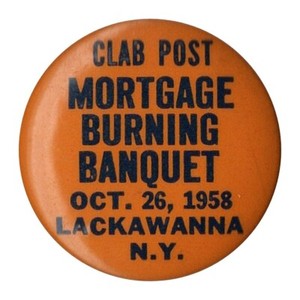 CLAB POST
MORTGAGE
BURNING
BANQUET
OCT. 26, 1958
LACKAWANNA
N.Y.